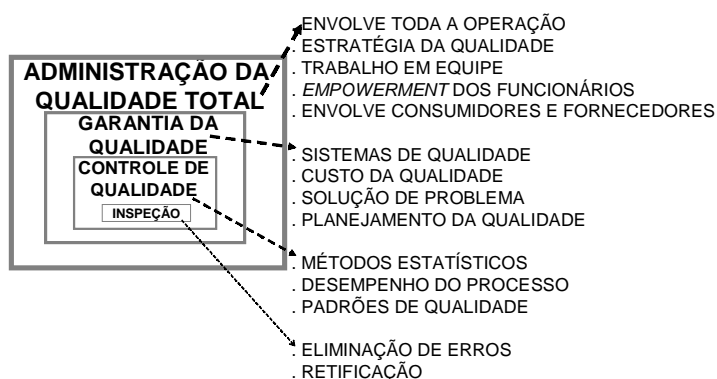 ADMINISTRAÇÃO DA
QUALIDADE TOTAL
GARANTIA DA
QUALIDADE
CONTROLE DE
QUALIDADE
INSPEÇÃO
. ENVOLVE TODA A OPERAÇÃO
. ESTRATÉGIA DA QUALIDADE
. TRABALHO EM EQUIPE
. EMPOWERMENT DOS FUNCIONÁRIOS
. ENVOLVE CONSUMIDORES E FORNECEDORES
. SISTEMAS DE QUALIDADE
. CUSTO DA QUALIDADE
. SOLUÇÃO DE PROBLEMA
. PLANEJAMENTO DA QUALIDADE
. MÉTODOS ESTATÍSTICOS
. DESEMPENHO DO PROCESSO
. PADRÕES DE QUALIDADE
. ELIMINAÇÃO DE ERROS
. RETIFICAÇÃO